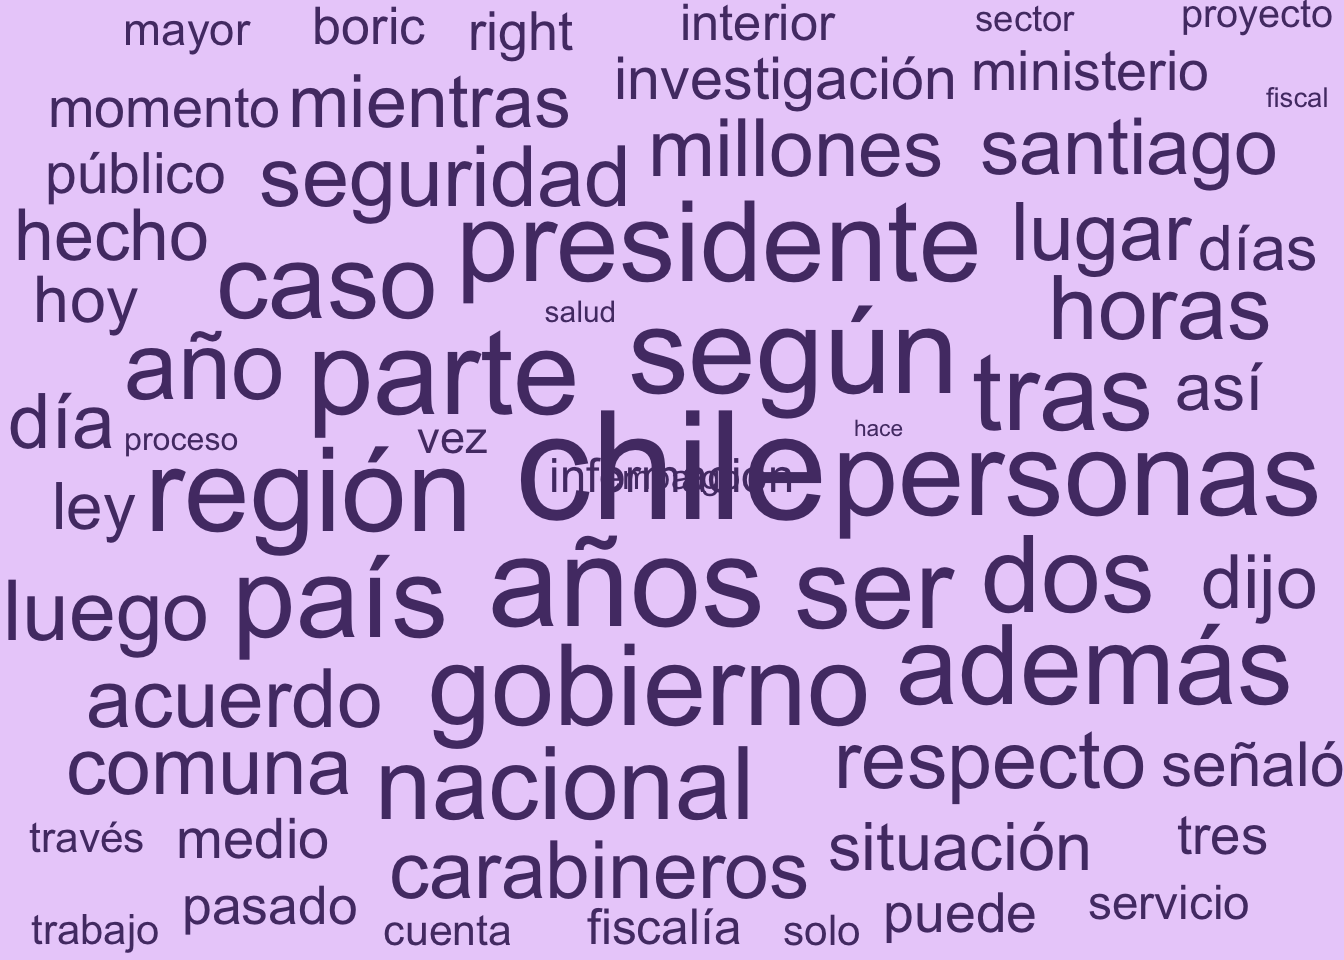 mayor boric right interior sector proyecto
momento mientras investigación ministerio fiscal
público seguridad millones santiago
hecho caso presidente lugar días
hoy salud horas
año parte según tras así
día proceso vez chile hace
ley región información personas
luego país años ser dos dijo
acuerdo gobierno además
comuna nacional respecto señaló
través medio carabineros situación tres
trabajo pasado cuenta fiscalía solo puede servicio